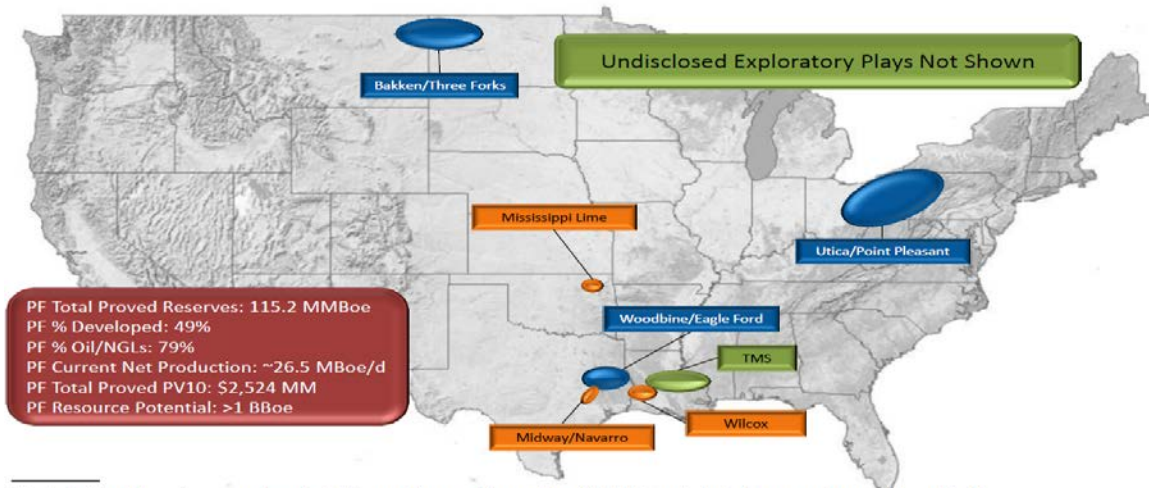 Undisclosed Exploratory Plays Not Shown
Bakken/Three Forks
Mississippi Lime
Utica/Point Pleasant
PF Total Proved Reserves: 115.2 MMBoe
PF % Developed: 49%
PF % Oil/NGLs: 79%
PF Current Net Production: ~26.5 MBoe/d
PF Total Proved PV10: $2,524 MM
PF Resource Potential: >1 BBoe
Woodbine/Eagle Ford
TMS
Midway/Navarro
Wilcox